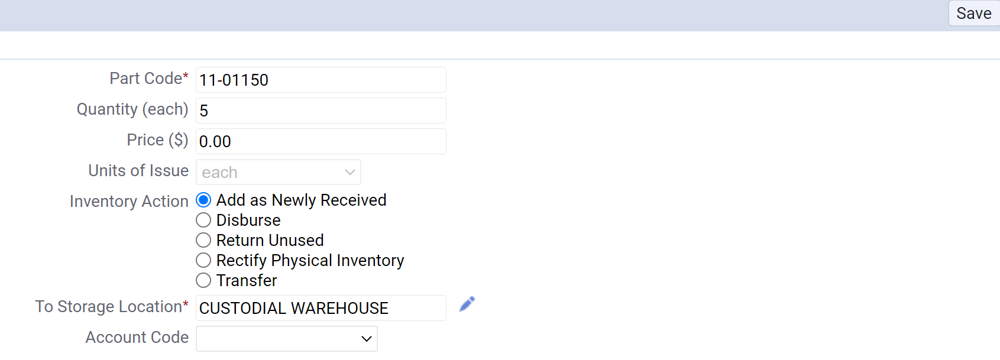 Save
Part Code* 11-01150
Quantity (each) 5
Price ($) 0.00
Units of Issue each
Inventory Action Add as Newly Received
Disburse
Return Unused
Rectify Physical Inventory
Transfer
To Storage Location* CUSTODIAL WAREHOUSE
Account Code